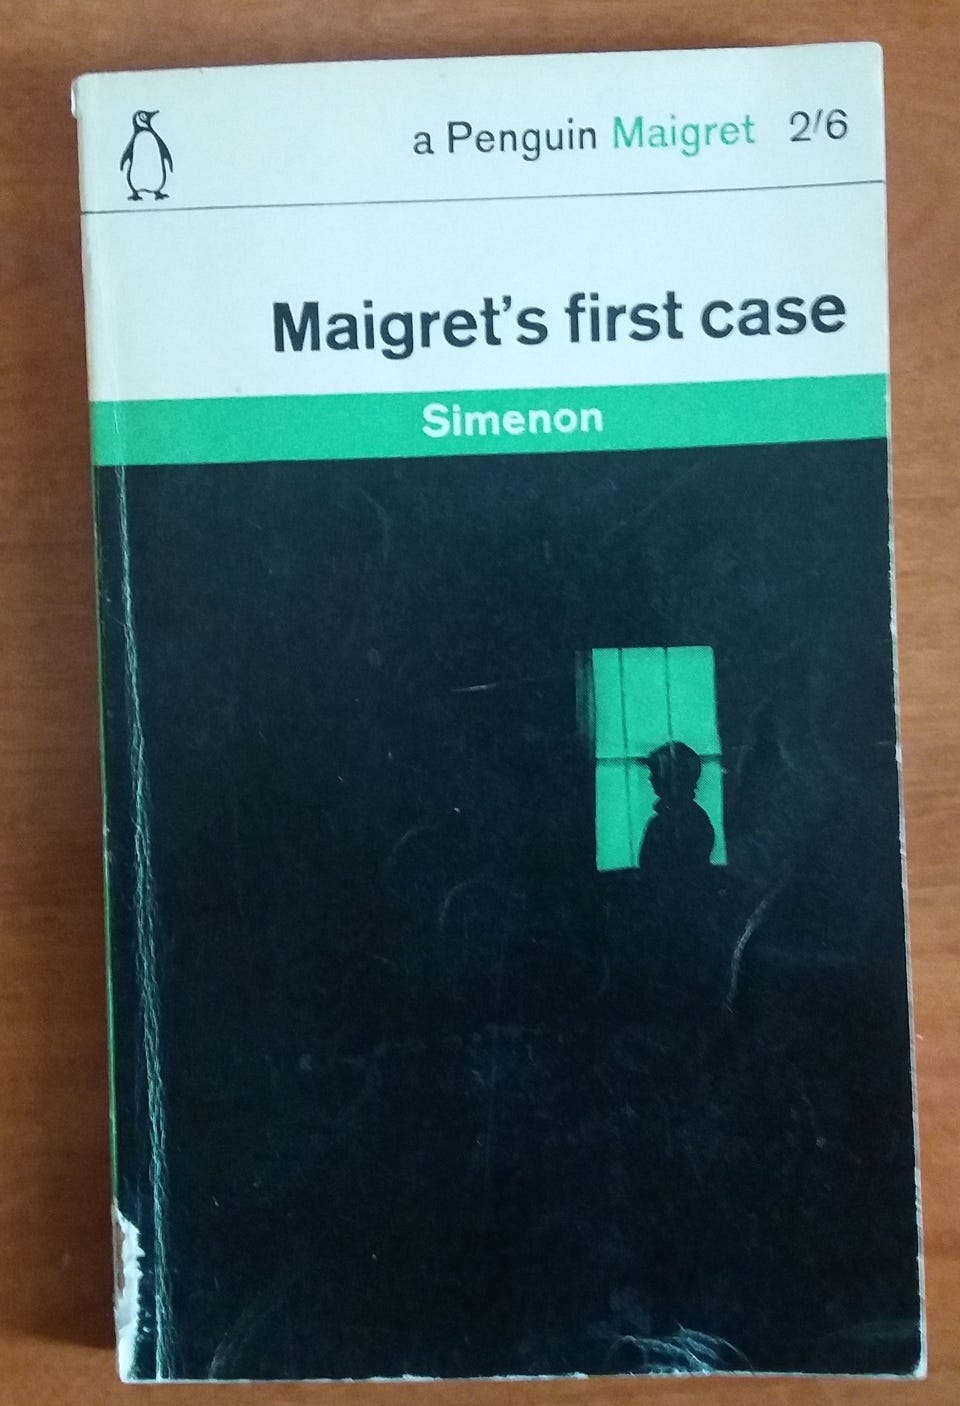 a Penguin Maigret 2/6
Maigret's first case
Simenon